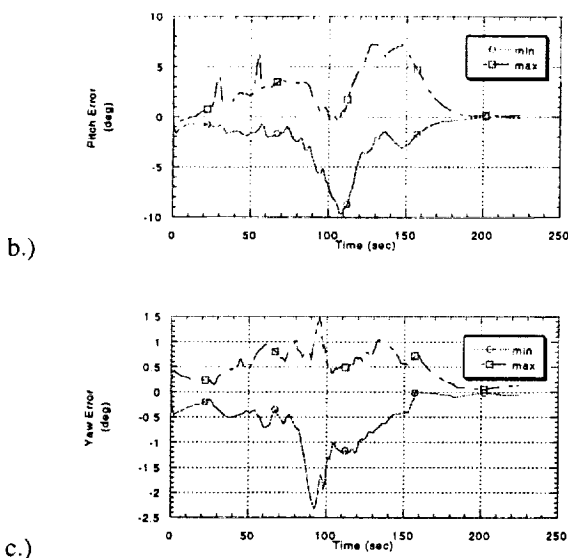 b.)
Pitch Error
(deg)
10
5
0
-5
-10
min
max
0
50
100
150
200
250
Time (sec)
c.)
Yaw Error
(deg)
1 5
1
0.5
0
-0.5
-1
-1.5
-2
-2.5
min
max
0
50
100
150
200
250
Time (sec)